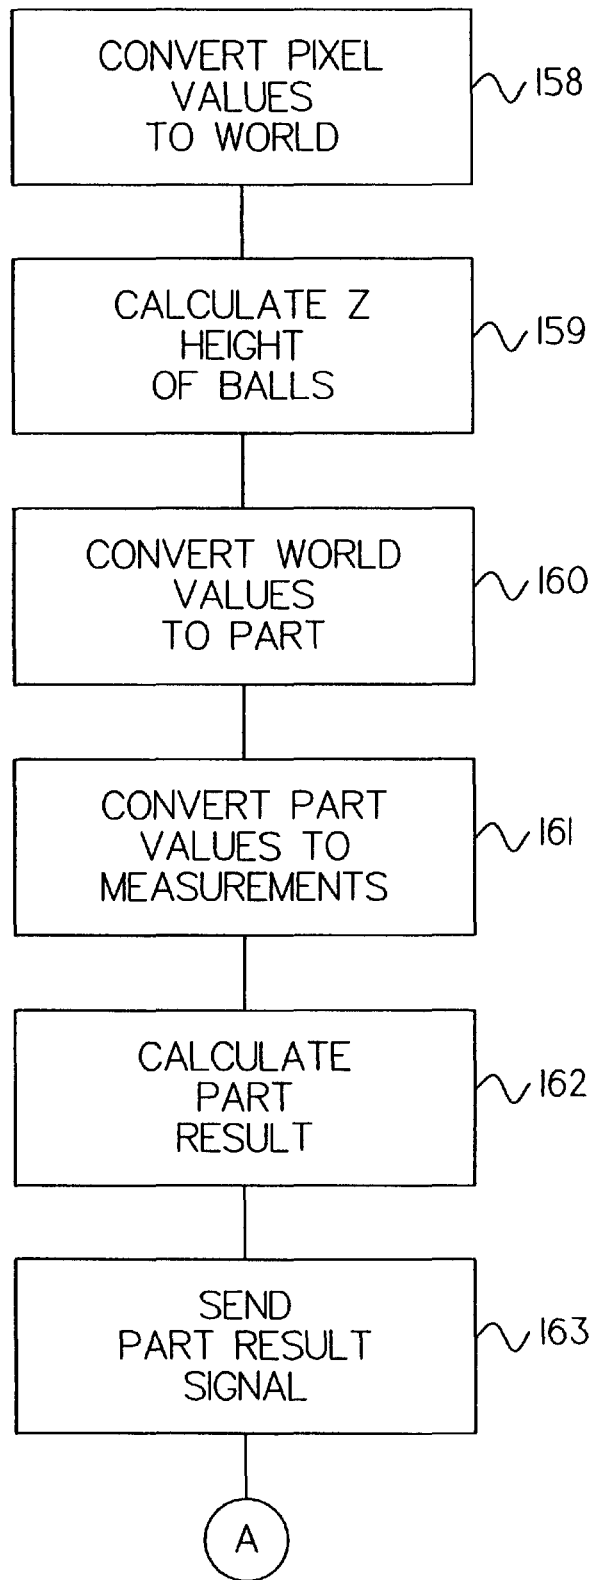 CONVERT PIXEL
VALUES
TO WORLD
158
CALCULATE Z
HEIGHT
OF BALLS
159
CONVERT WORLD
VALUES
TO PART
160
CONVERT PART
VALUES TO
MEASUREMENTS
161
CALCULATE
PART
RESULT
162
SEND
PART RESULT
SIGNAL
163
A